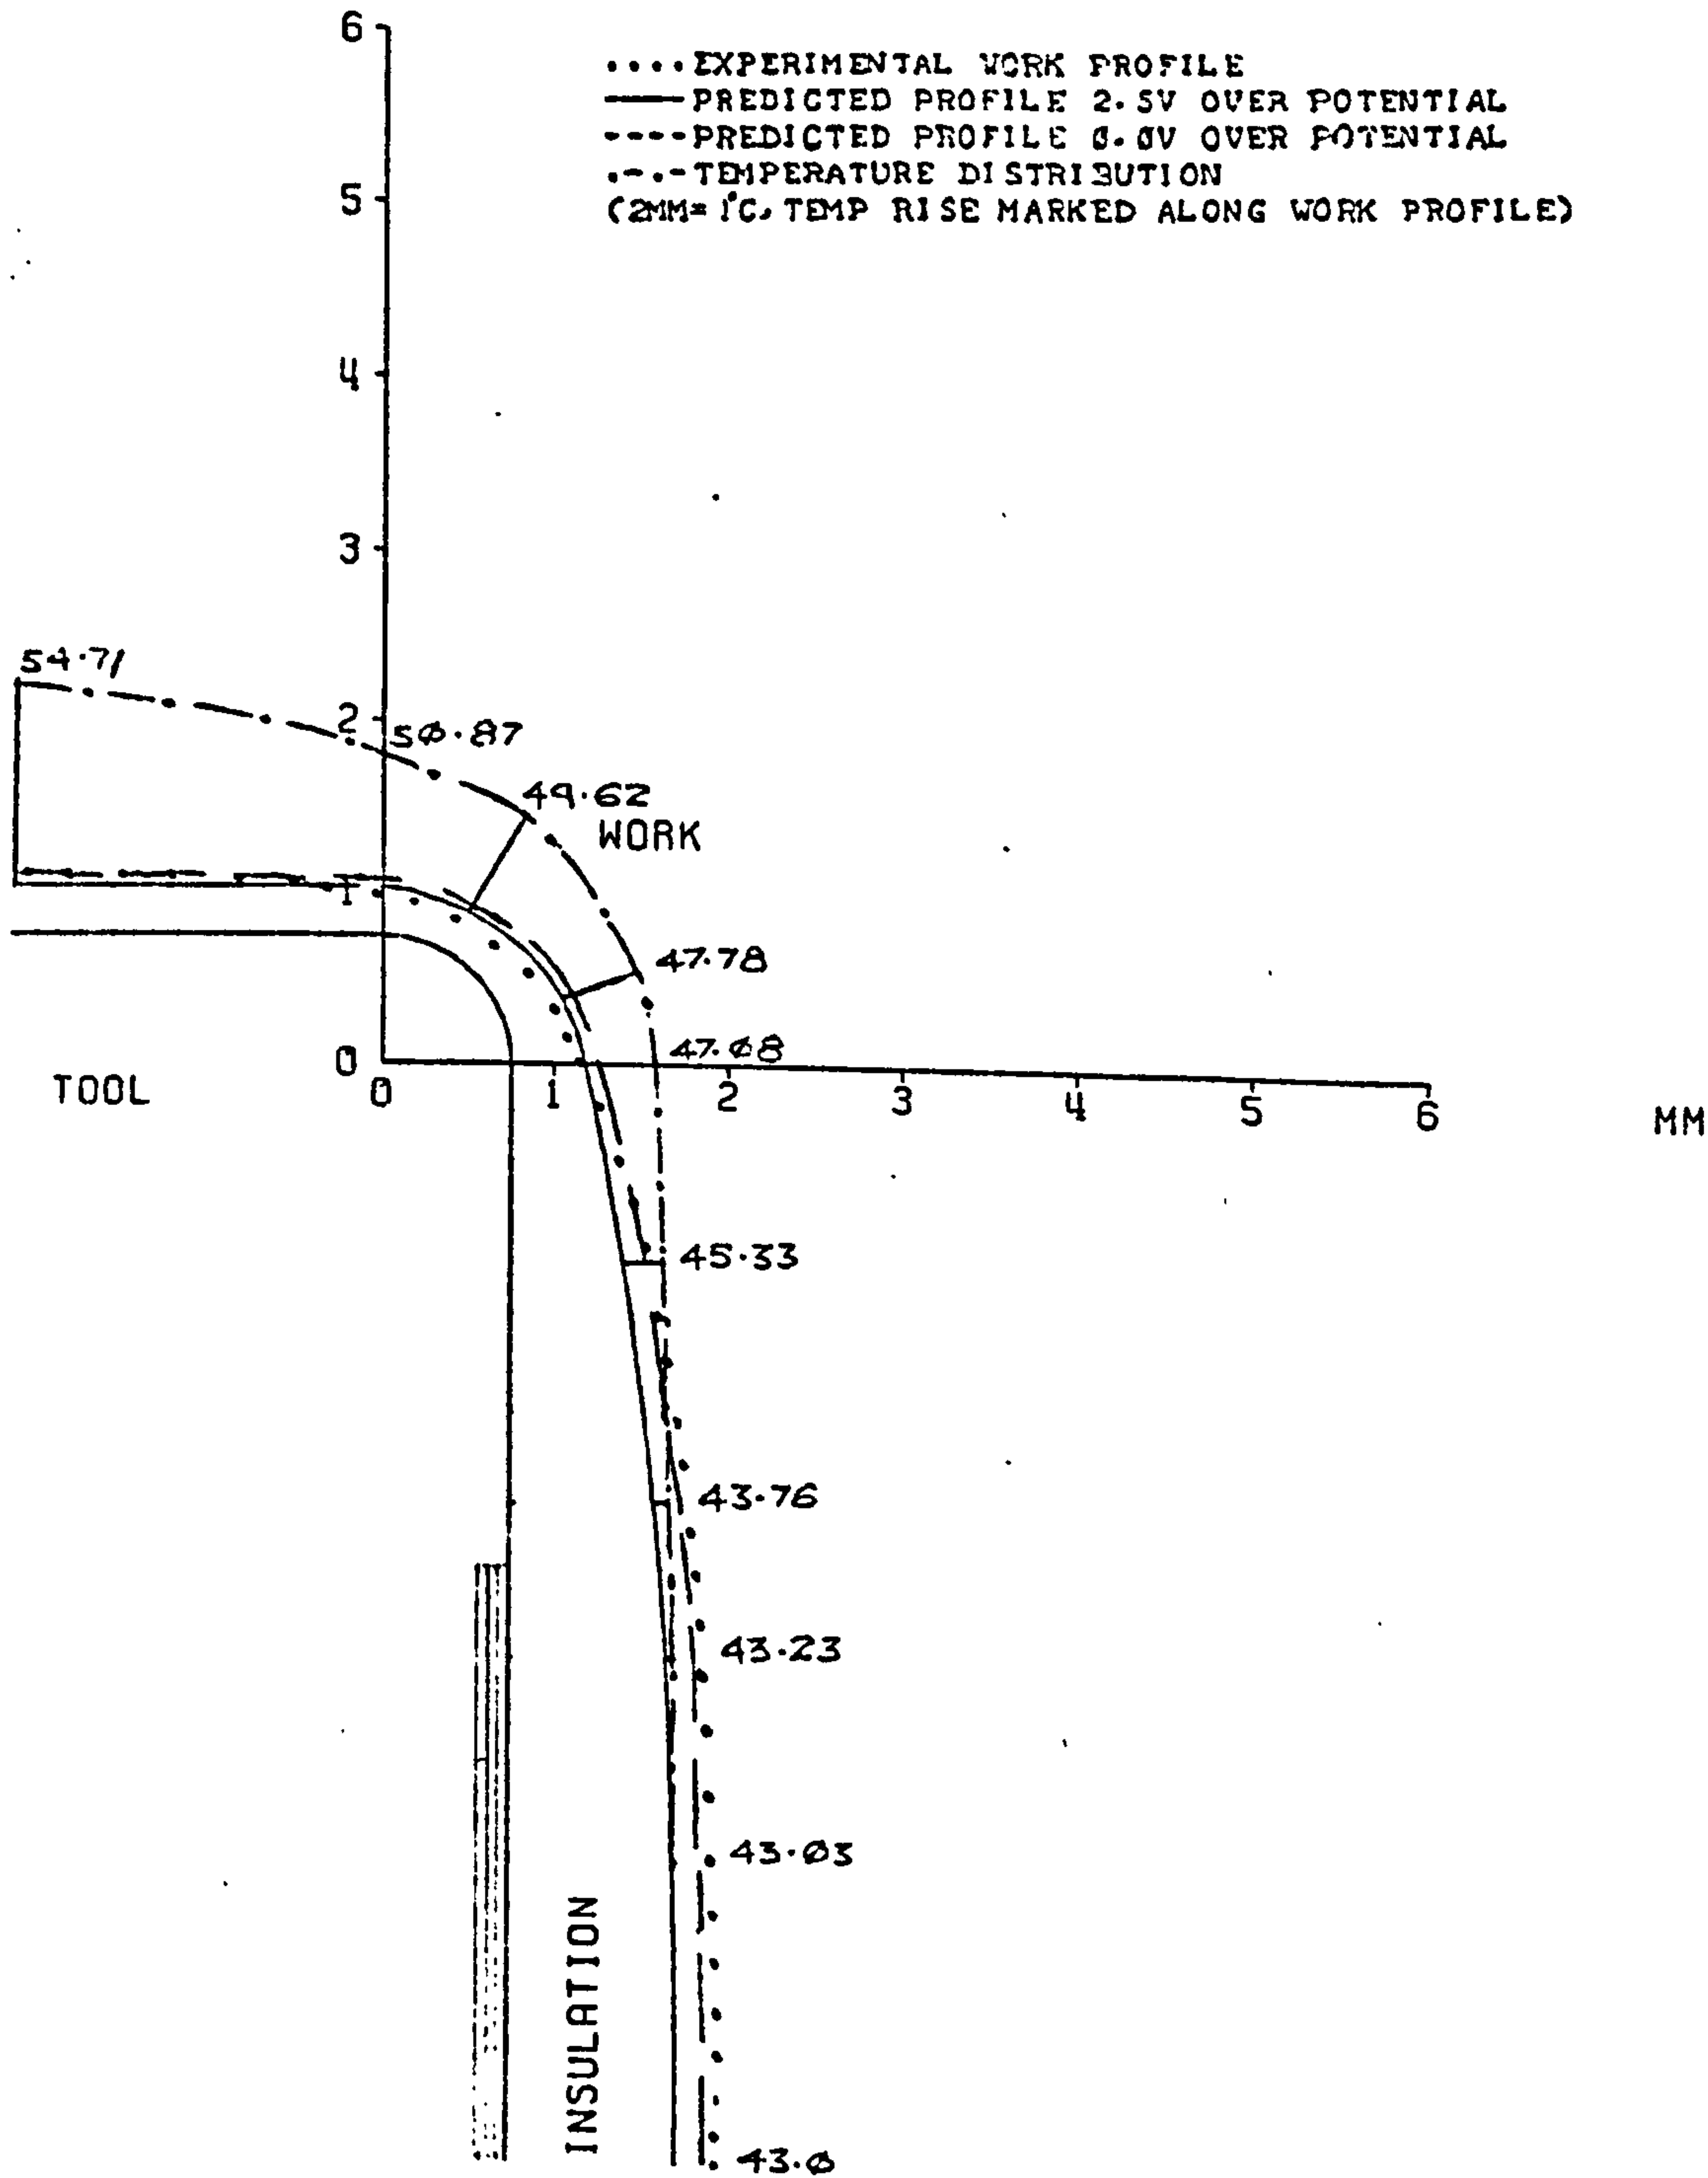 6
.... EXPERIMENTAL WORK PROFILE
—— PREDICTED PROFILE 2.5V OVER POTENTIAL
---- PREDICTED PROFILE 0.0V OVER POTENTIAL
.-.- TEMPERATURE DISTRIBUTION
5
(2MM=1°C, TEMP RISE MARKED ALONG WORK PROFILE)
4
3
54.71
2
50.87
49.62
WORK
1
47.78
0
47.08
TOOL
0 1 2 3 4 5 6
MM
45.33
43.76
43.23
43.03
INSULATION
43.0